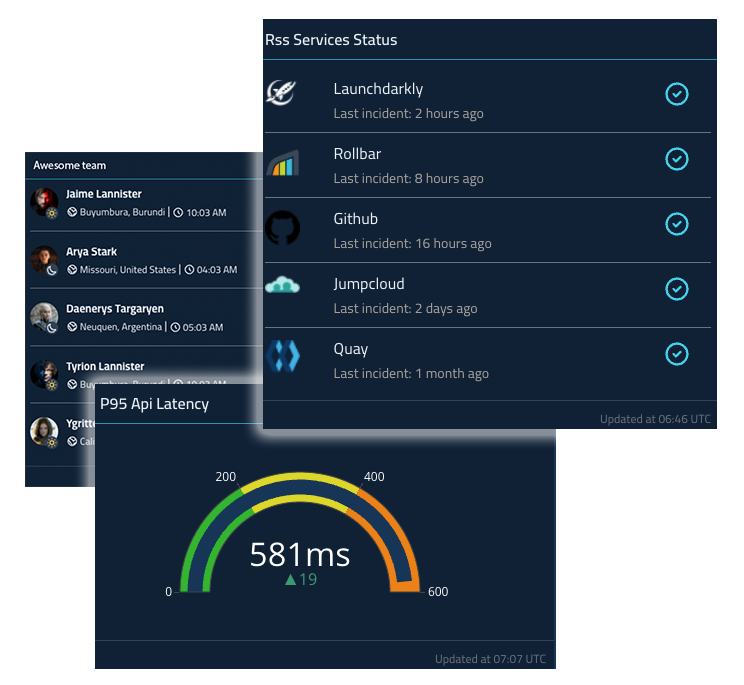 Rss Services Status
Launchdarkly
Last incident: 2 hours ago
Rollbar
Last incident: 8 hours ago
Github
Last incident: 16 hours ago
Jumpcloud
Last incident: 2 days ago
Quay
Last incident: 1 month ago
Updated at 06:46 UTC
Awesome team
Jaime Lannister
Buyumbura, Burundi | 10:03 AM
Arya Stark
Missouri, United States | 04:03 AM
Daenerys Targaryen
Neuquen, Argentina | 05:03 AM
Tyrion Lannister
P95 Api Latency
200
400
581ms
▲19
0
600
Updated at 07:07 UTC